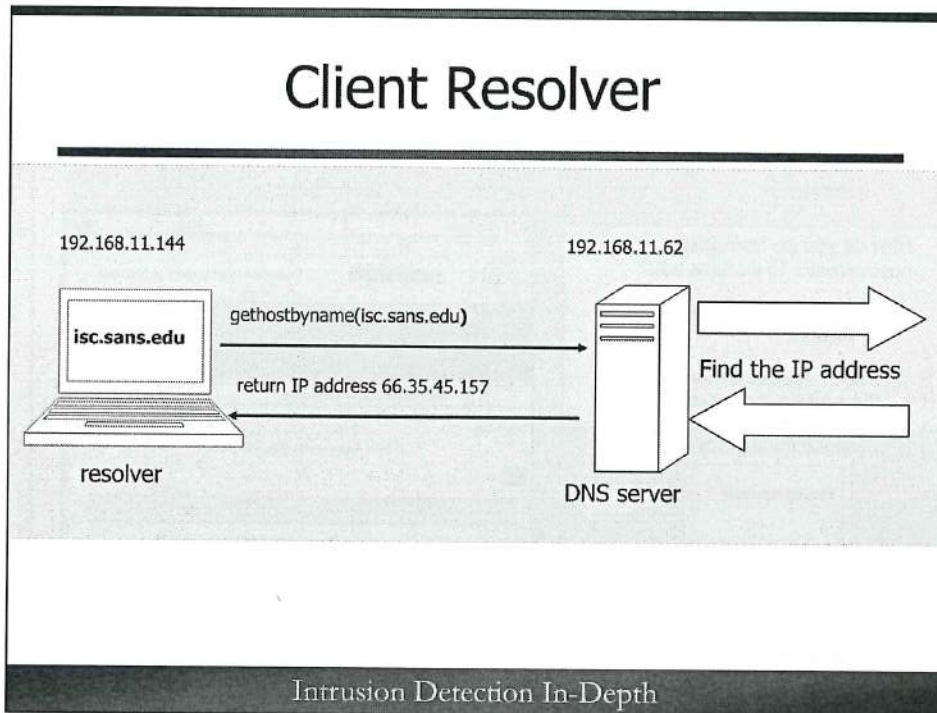 Client Resolver
192.168.11.144
192.168.11.62
isc.sans.edu
gethostbyname(isc.sans.edu)
return IP address 66.35.45.157
Find the IP address
resolver
DNS server
Intrusion Detection In-Depth